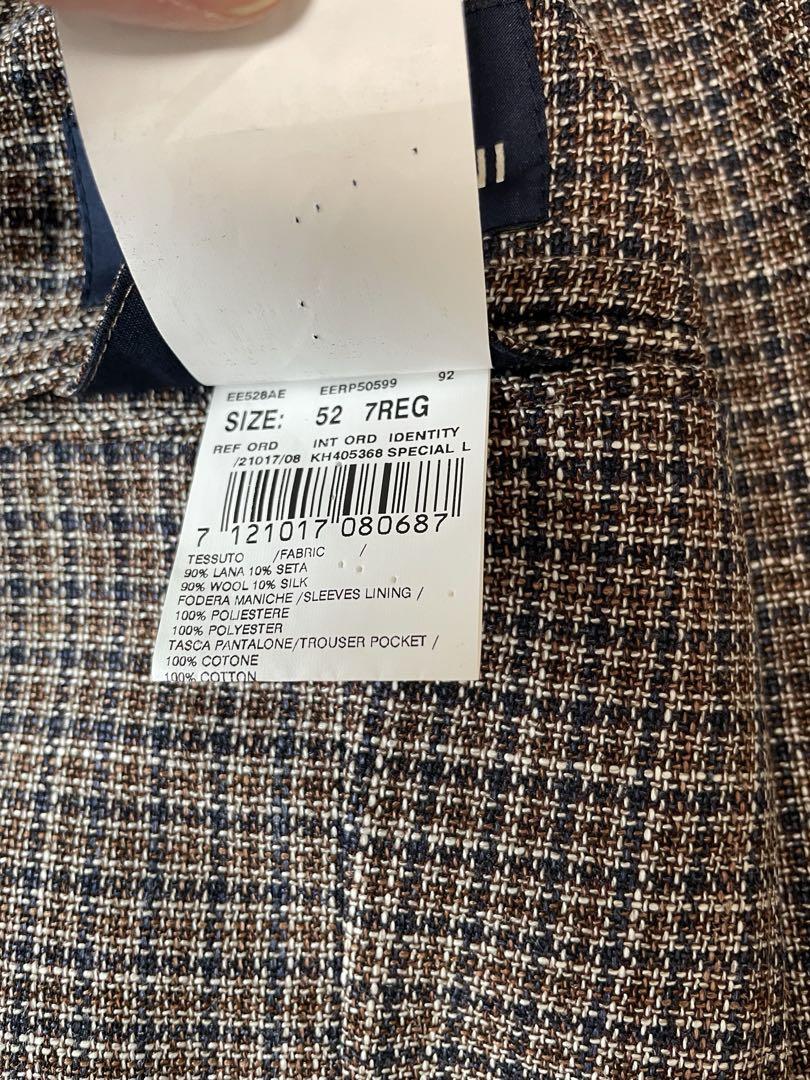 EE528AE EERP50599 92
SIZE: 52 7REG
REF ORD INT ORD IDENTITY
/21017/08 KH405368 SPECIAL L
7 121017 080687
TESSUTO /FABRIC /
90% LANA 10% SETA
90% WOOL 10% SILK
FODERA MANICHE /SLEEVES LINING /
100% POLIESTERE
100% POLYESTER
TASCA PANTALONE/TROUSER POCKET /
100% COTONE
100% COTTON